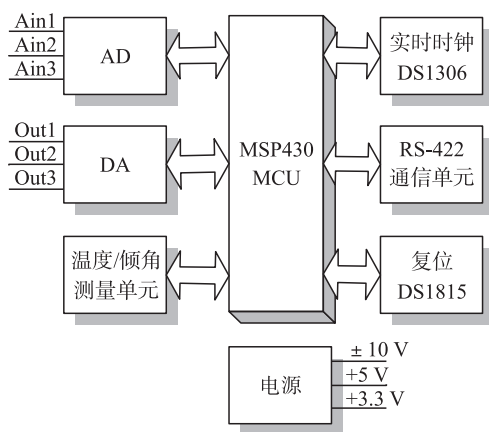 Ain1
Ain2
Ain3
AD
Out1
Out2
Out3
DA
温度/倾角
测量单元
MSP430
MCU
实时时钟
DS1306
RS-422
通信单元
复位
DS1815
电源
± 10 V
+5 V
+3.3 V